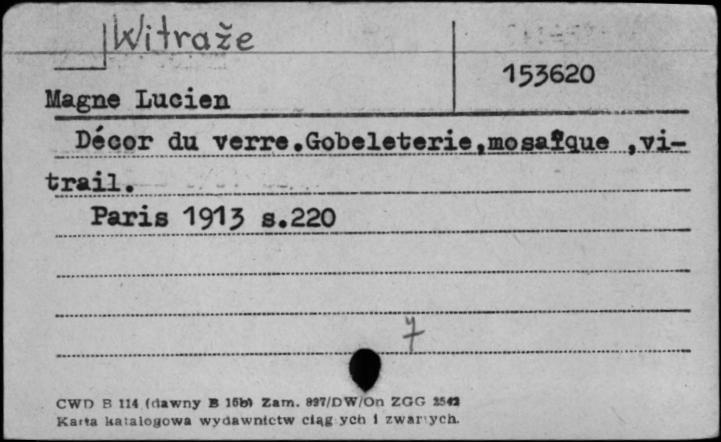 Witraże
153620
Magne Lucien
Décor du verre.Gobeleterie,mosaïque ,vi-
trail.
Paris 1913 s.220
7
CWD B 114 (dawny B 15b) Zam. 897/DW/On ZGG 2542
Karta katalogowa wydawnictw ciągłych i zwartych.